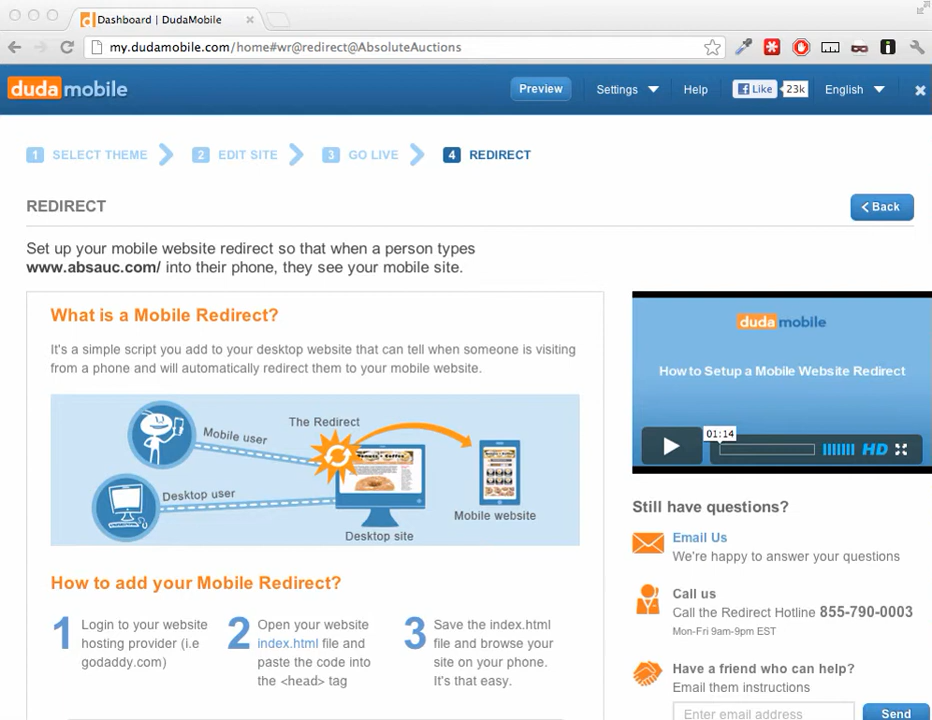 Dashboard | DudaMobile
my.dudamobile.com/home#wr@redirect@AbsoluteAuctions
dudamobile
Preview
Settings
Help
Like
23k
English
1 SELECT THEME
2 EDIT SITE
3 GO LIVE
4 REDIRECT
REDIRECT
Back
Set up your mobile website redirect so that when a person types
www.absauc.com/ into their phone, they see your mobile site.
What is a Mobile Redirect?
It's a simple script you add to your desktop website that can tell when someone is visiting
from a phone and will automatically redirect them to your mobile website.
The Redirect
Mobile user
Desktop user
Mobile website
Desktop site
dudamobile
How to Setup a Mobile Website Redirect
01:14
HD
Still have questions?
Email Us
We're happy to answer your questions
Call us
Call the Redirect Hotline 855-790-0003
Mon-Fri 9am-9pm EST
Have a friend who can help?
Email them instructions
Enter email address
Send
How to add your Mobile Redirect?
1
Login to your website
hosting provider (i.e
godaddy.com)
2
Open your website
index.html file and
paste the code into
the <head> tag
3
Save the index.html
file and browse your
site on your phone.
It's that easy.